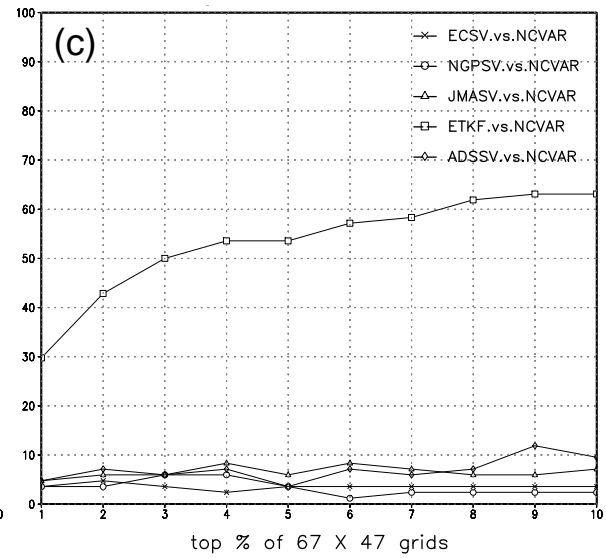 100
(c)
ECSV.vs.NCVAR
90
NGPSV.vs.NCVAR
JMASV.vs.NCVAR
80
ETKF.vs.NCVAR
ADSSV.vs.NCVAR
70
60
50
40
30
20
10
0
0
1 2 3 4 5 6 7 8 9 10
top % of 67 X 47 grids